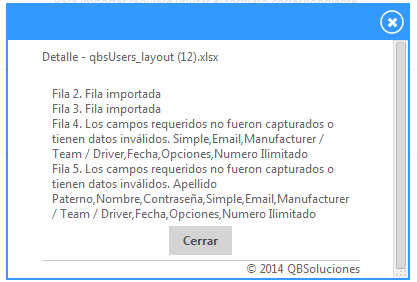 Detalle - qbsUsers_layout (12).xlsx
Fila 2. Fila importada
Fila 3. Fila importada
Fila 4. Los campos requeridos no fueron capturados o
tienen datos inválidos. Simple,Email,Manufacturer /
Team / Driver,Fecha,Opciones,Numero Ilimitado
Fila 5. Los campos requeridos no fueron capturados o
tienen datos inválidos. Apellido
Paterno,Nombre,Contraseña,Simple,Email,Manufacturer
/ Team / Driver,Fecha,Opciones,Numero Ilimitado
Cerrar
© 2014 QBSoluciones